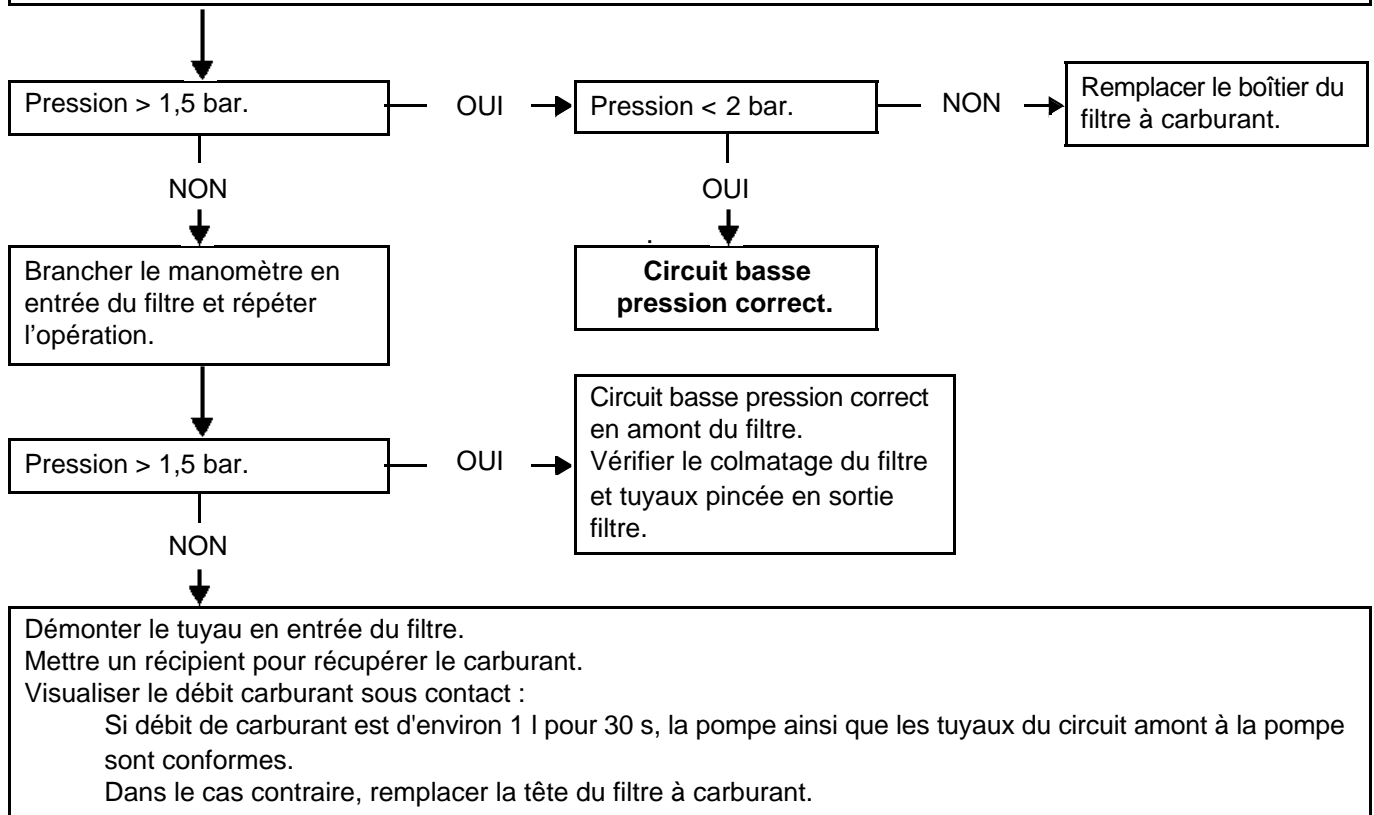 Pression > 1,5 bar.
OUI
Pression < 2 bar.
NON
Remplacer le boîtier du
filtre à carburant.
NON
OUI
Brancher le manomètre en
entrée du filtre et répéter
l'opération.
Circuit basse
pression correct.
Pression > 1,5 bar.
OUI
Circuit basse pression correct
en amont du filtre.
Vérifier le colmatage du filtre
et tuyaux pincée en sortie
filtre.
NON
Démonter le tuyau en entrée du filtre.
Mettre un récipient pour récupérer le carburant.
Visualiser le débit carburant sous contact :
Si débit de carburant est d'environ 1 l pour 30 s, la pompe ainsi que les tuyaux du circuit amont à la pompe
sont conformes.
Dans le cas contraire, remplacer la tête du filtre à carburant.